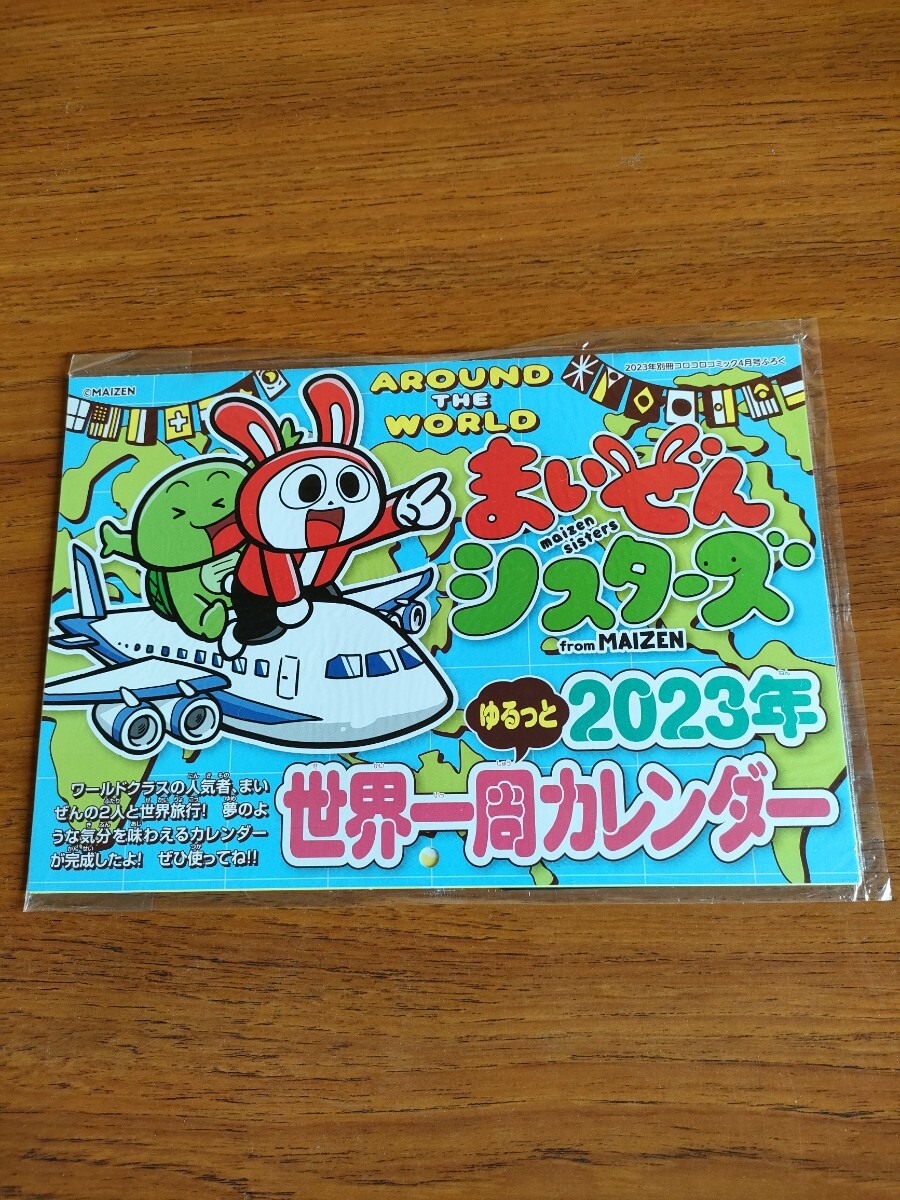 2023年別冊コロコロコミック4月号ふろく
©MAIZEN
AROUND
THE
WORLD
まいぜん
maizen
sisters
シスターズ
from MAIZEN
ゆるっと
2023年
世界一周カレンダー
ワールドクラスの人気者、まい
ぜんの2人と世界旅行! 夢のよ
うな気分を味わえるカレンダー
が完成したよ! ぜひ使ってね!!